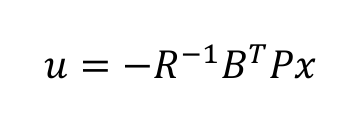 u = −R⁻¹BᵀPx